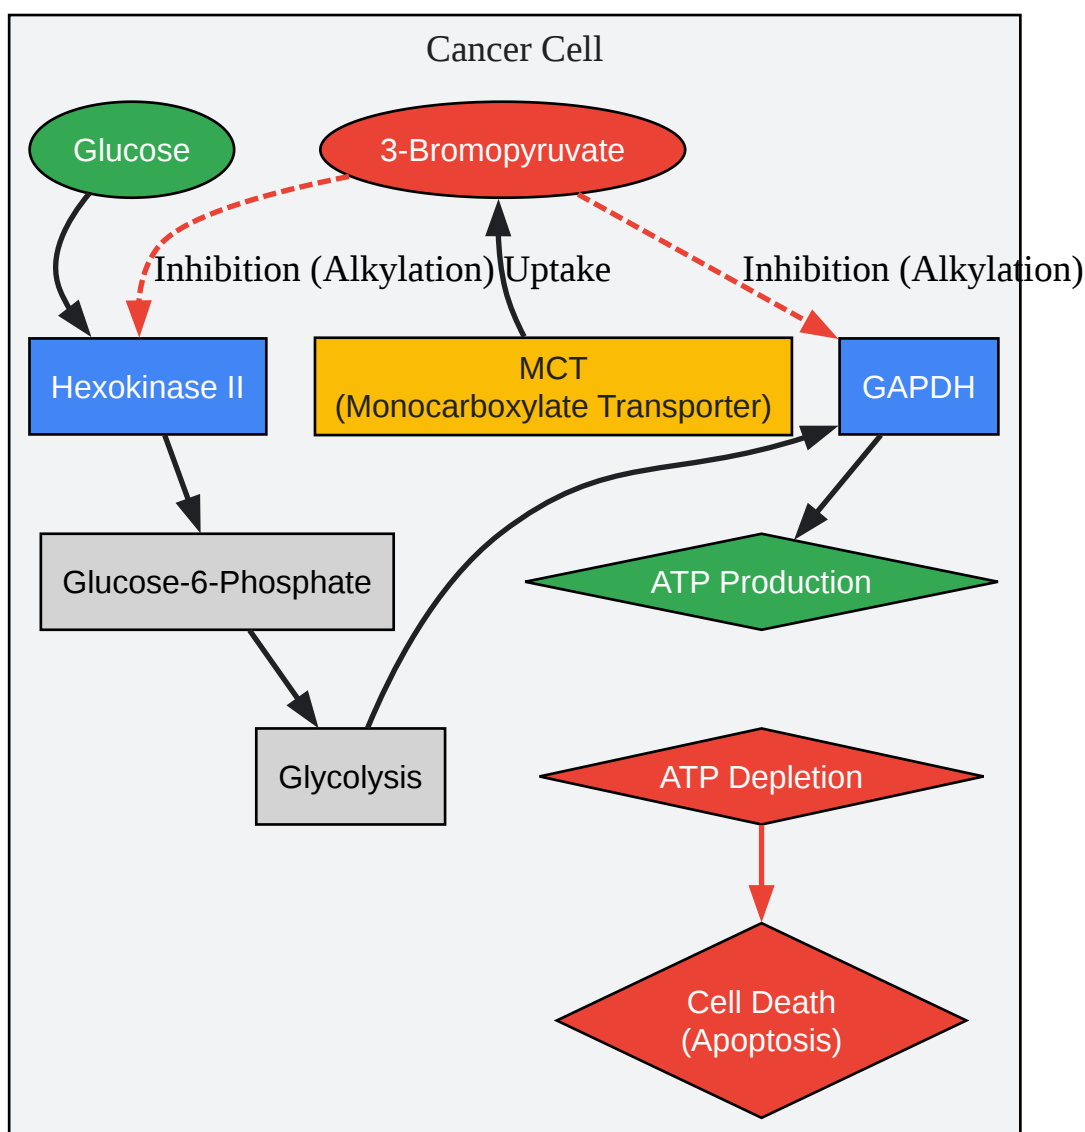 Cancer Cell
Glucose
3-Bromopyruvate
Inhibition (Alkylation)
Uptake
Inhibition (Alkylation)
Hexokinase II
MCT
(Monocarboxylate Transporter)
GAPDH
Glucose-6-Phosphate
ATP Production
Glycolysis
ATP Depletion
Cell Death
(Apoptosis)